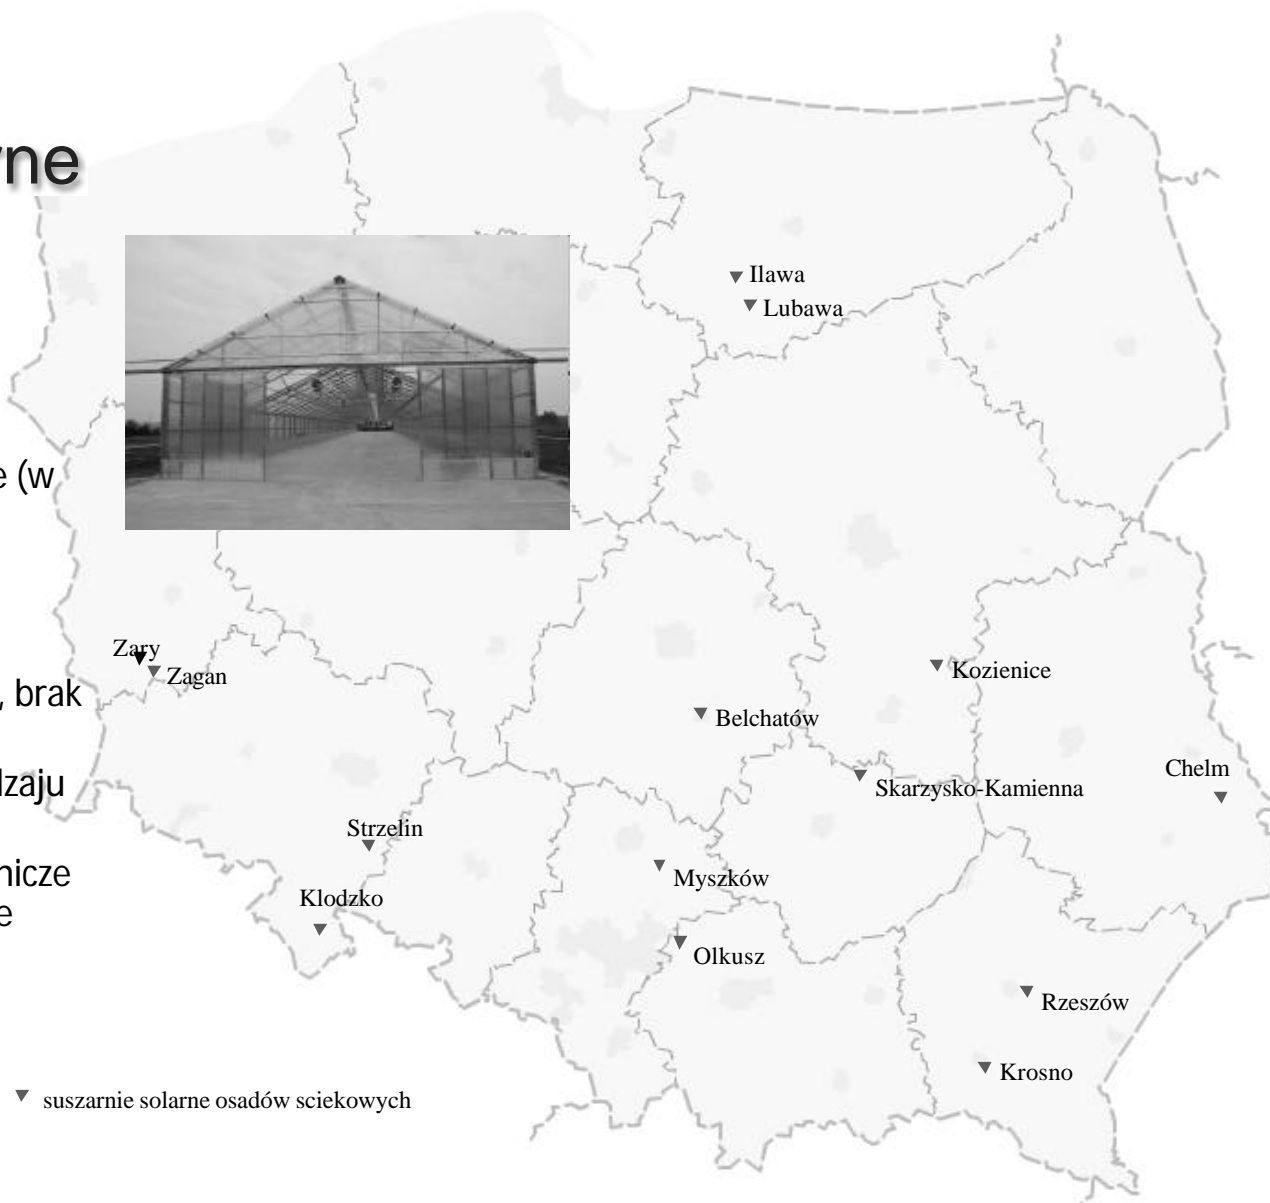 yne
Ilawa
Lubawa
e (w
Zary
Zagan
, brak
Kozienice
Belchatów
Chelm
dzaju
Skarzysko-Kamienna
Strzelin
Myszków
nicze
Klodzko
e
Olkusz
Rzeszów
Krosno
suszarnie solarne osadów sciekowych